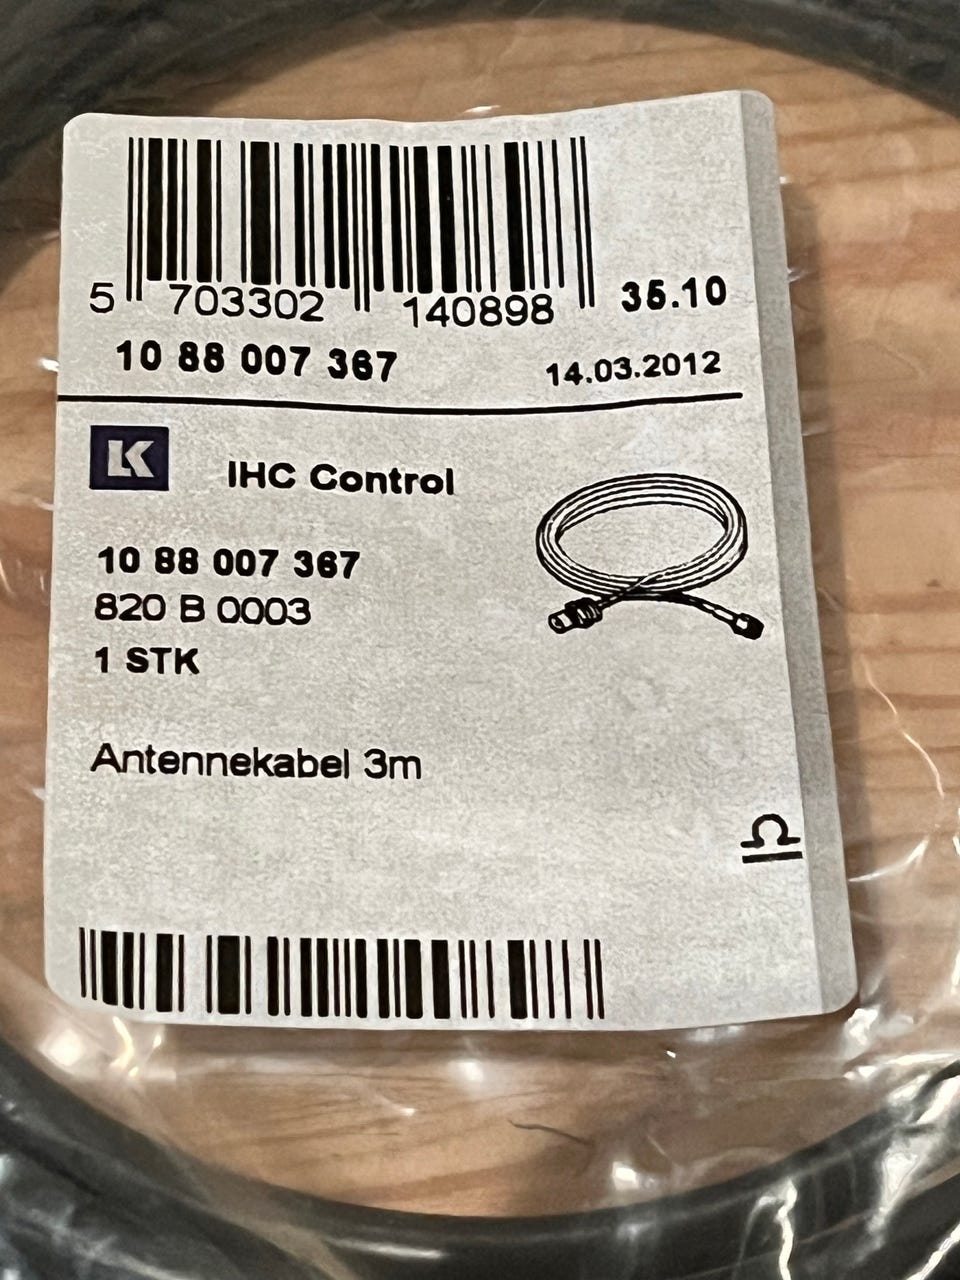 5 703302 140898 35.10
10 88 007 367 14.03.2012
LK IHC Control
10 88 007 367
820 B 0003
1 STK
Antennekabel 3m